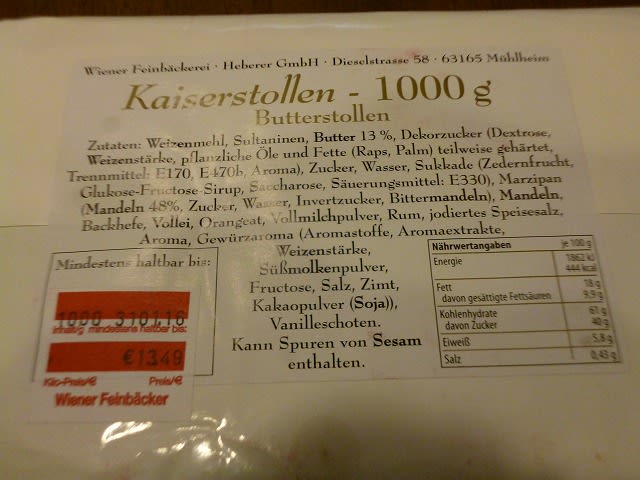 Wiener Feinbäckerei · Heberer GmbH · Dieselstrasse 58 · 63165 Mühlheim
Kaiserstollen - 1000 g
Butterstollen
Zutaten: Weizenmehl, Sultaninen, Butter 13 %, Dekorzucker (Dextrose,
Weizenstärke, pflanzliche Öle und Fette (Raps, Palm) teilweise gehärtet,
Trennmittel: E170, E470b, Aroma), Zucker, Wasser, Sukkade (Zedernfrucht,
Glukose-Fructose-Sirup, Saccharose, Säuerungsmittel: E330), Marzipan
(Mandeln 48%, Zucker, Wasser, Invertzucker, Bittermandeln), Mandeln,
Backhefe, Vollei, Orangeat, Vollmilchpulver, Rum, jodiertes Speisesalz,
Aroma, Gewürzaroma (Aromastoffe, Aromaextrakte,
Weizenstärke,
Süßmolkenpulver,
Fructose, Salz, Zimt,
Kakaopulver (Soja)),
Vanilleschoten.
Kann Spuren von Sesam
enthalten.
Mindestens haltbar bis:
1000 310116
Inhalt/g mindestens haltbar bis:
€13.49
Kilo-Preis/€ Preis/€
Wiener Feinbäcker
Nährwertangaben je 100 g
Energie 1862 kJ
444 kcal
Fett 18 g
davon gesättigte Fettsäuren 9,9 g
Kohlenhydrate 61 g
davon Zucker 40 g
Eiweiß 5,8 g
Salz 0,43 g